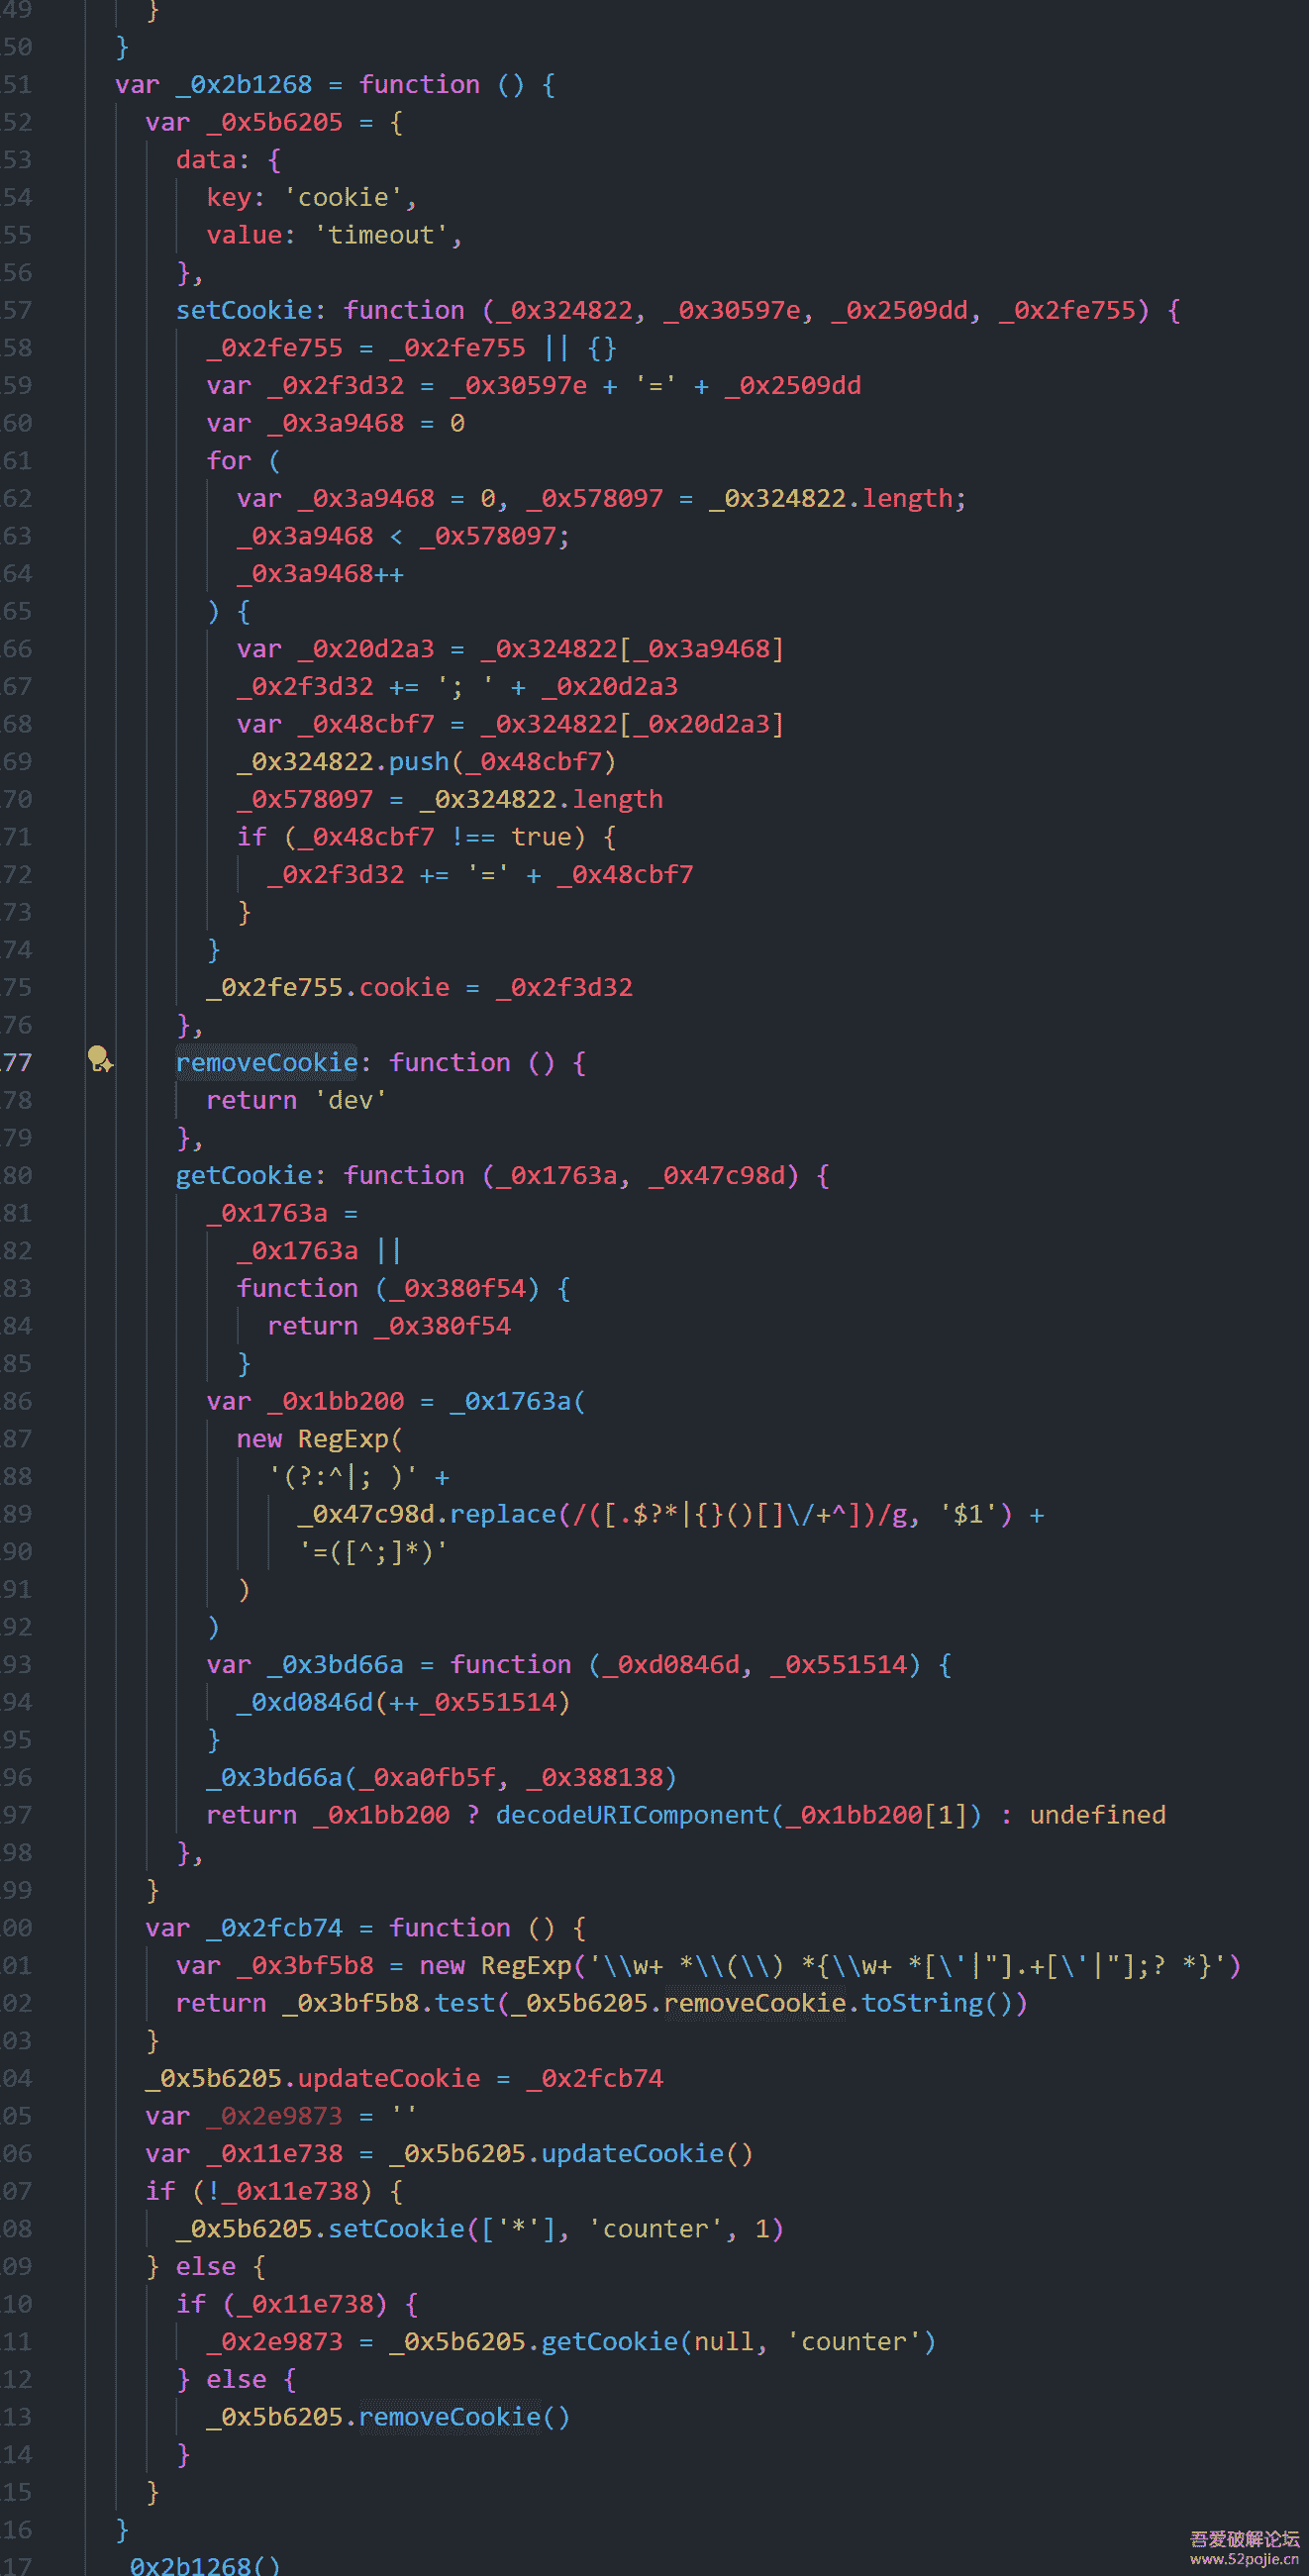 49 }
50 }
51 var _0x2b1268 = function () {
52 var _0x5b6205 = {
53 data: {
54 key: 'cookie',
55 value: 'timeout',
56 },
57 setCookie: function (_0x324822, _0x30597e, _0x2509dd, _0x2fe755) {
58 _0x2fe755 = _0x2fe755 || {}
59 var _0x2f3d32 = _0x30597e + '=' + _0x2509dd
60 var _0x3a9468 = 0
61 for (
62 var _0x3a9468 = 0, _0x578097 = _0x324822.length;
63 _0x3a9468 < _0x578097;
64 _0x3a9468++
65 ) {
66 var _0x20d2a3 = _0x324822[_0x3a9468]
67 _0x2f3d32 += '; ' + _0x20d2a3
68 var _0x48cbf7 = _0x324822[_0x20d2a3]
69 _0x324822.push(_0x48cbf7)
70 _0x578097 = _0x324822.length
71 if (_0x48cbf7 !== true) {
72 _0x2f3d32 += '=' + _0x48cbf7
73 }
74 }
75 _0x2fe755.cookie = _0x2f3d32
76 },
77 removeCookie: function () {
78 return 'dev'
79 },
80 getCookie: function (_0x1763a, _0x47c98d) {
81 _0x1763a =
82 _0x1763a ||
83 function (_0x380f54) {
84 return _0x380f54
85 }
86 var _0x1bb200 = _0x1763a(
87 new RegExp(
88 '(?:^|; )' +
89 _0x47c98d.replace(/([.$?*|{}()[]\/+^])/g, '$1') +
90 '=([^;]*)'
91 )
92 )
93 var _0x3bd66a = function (_0xd0846d, _0x551514) {
94 _0xd0846d(++_0x551514)
95 }
96 _0x3bd66a(_0xa0fb5f, _0x388138)
97 return _0x1bb200 ? decodeURIComponent(_0x1bb200[1]) : undefined
98 },
99 }
00 var _0x2fcb74 = function () {
01 var _0x3bf5b8 = new RegExp('\\w+ *\\(\\) *{\\w+ *[\'|"].+[\'|"];? *}')
02 return _0x3bf5b8.test(_0x5b6205.removeCookie.toString())
03 }
04 _0x5b6205.updateCookie = _0x2fcb74
05 var _0x2e9873 = ''
06 var _0x11e738 = _0x5b6205.updateCookie()
07 if (!_0x11e738) {
08 _0x5b6205.setCookie(['*'], 'counter', 1)
09 } else {
10 if (_0x11e738) {
11 _0x2e9873 = _0x5b6205.getCookie(null, 'counter')
12 } else {
13 _0x5b6205.removeCookie()
14 }
15 }
16 }
17 _0x2b1268()
吾爱破解论坛
www.52pojie.cn